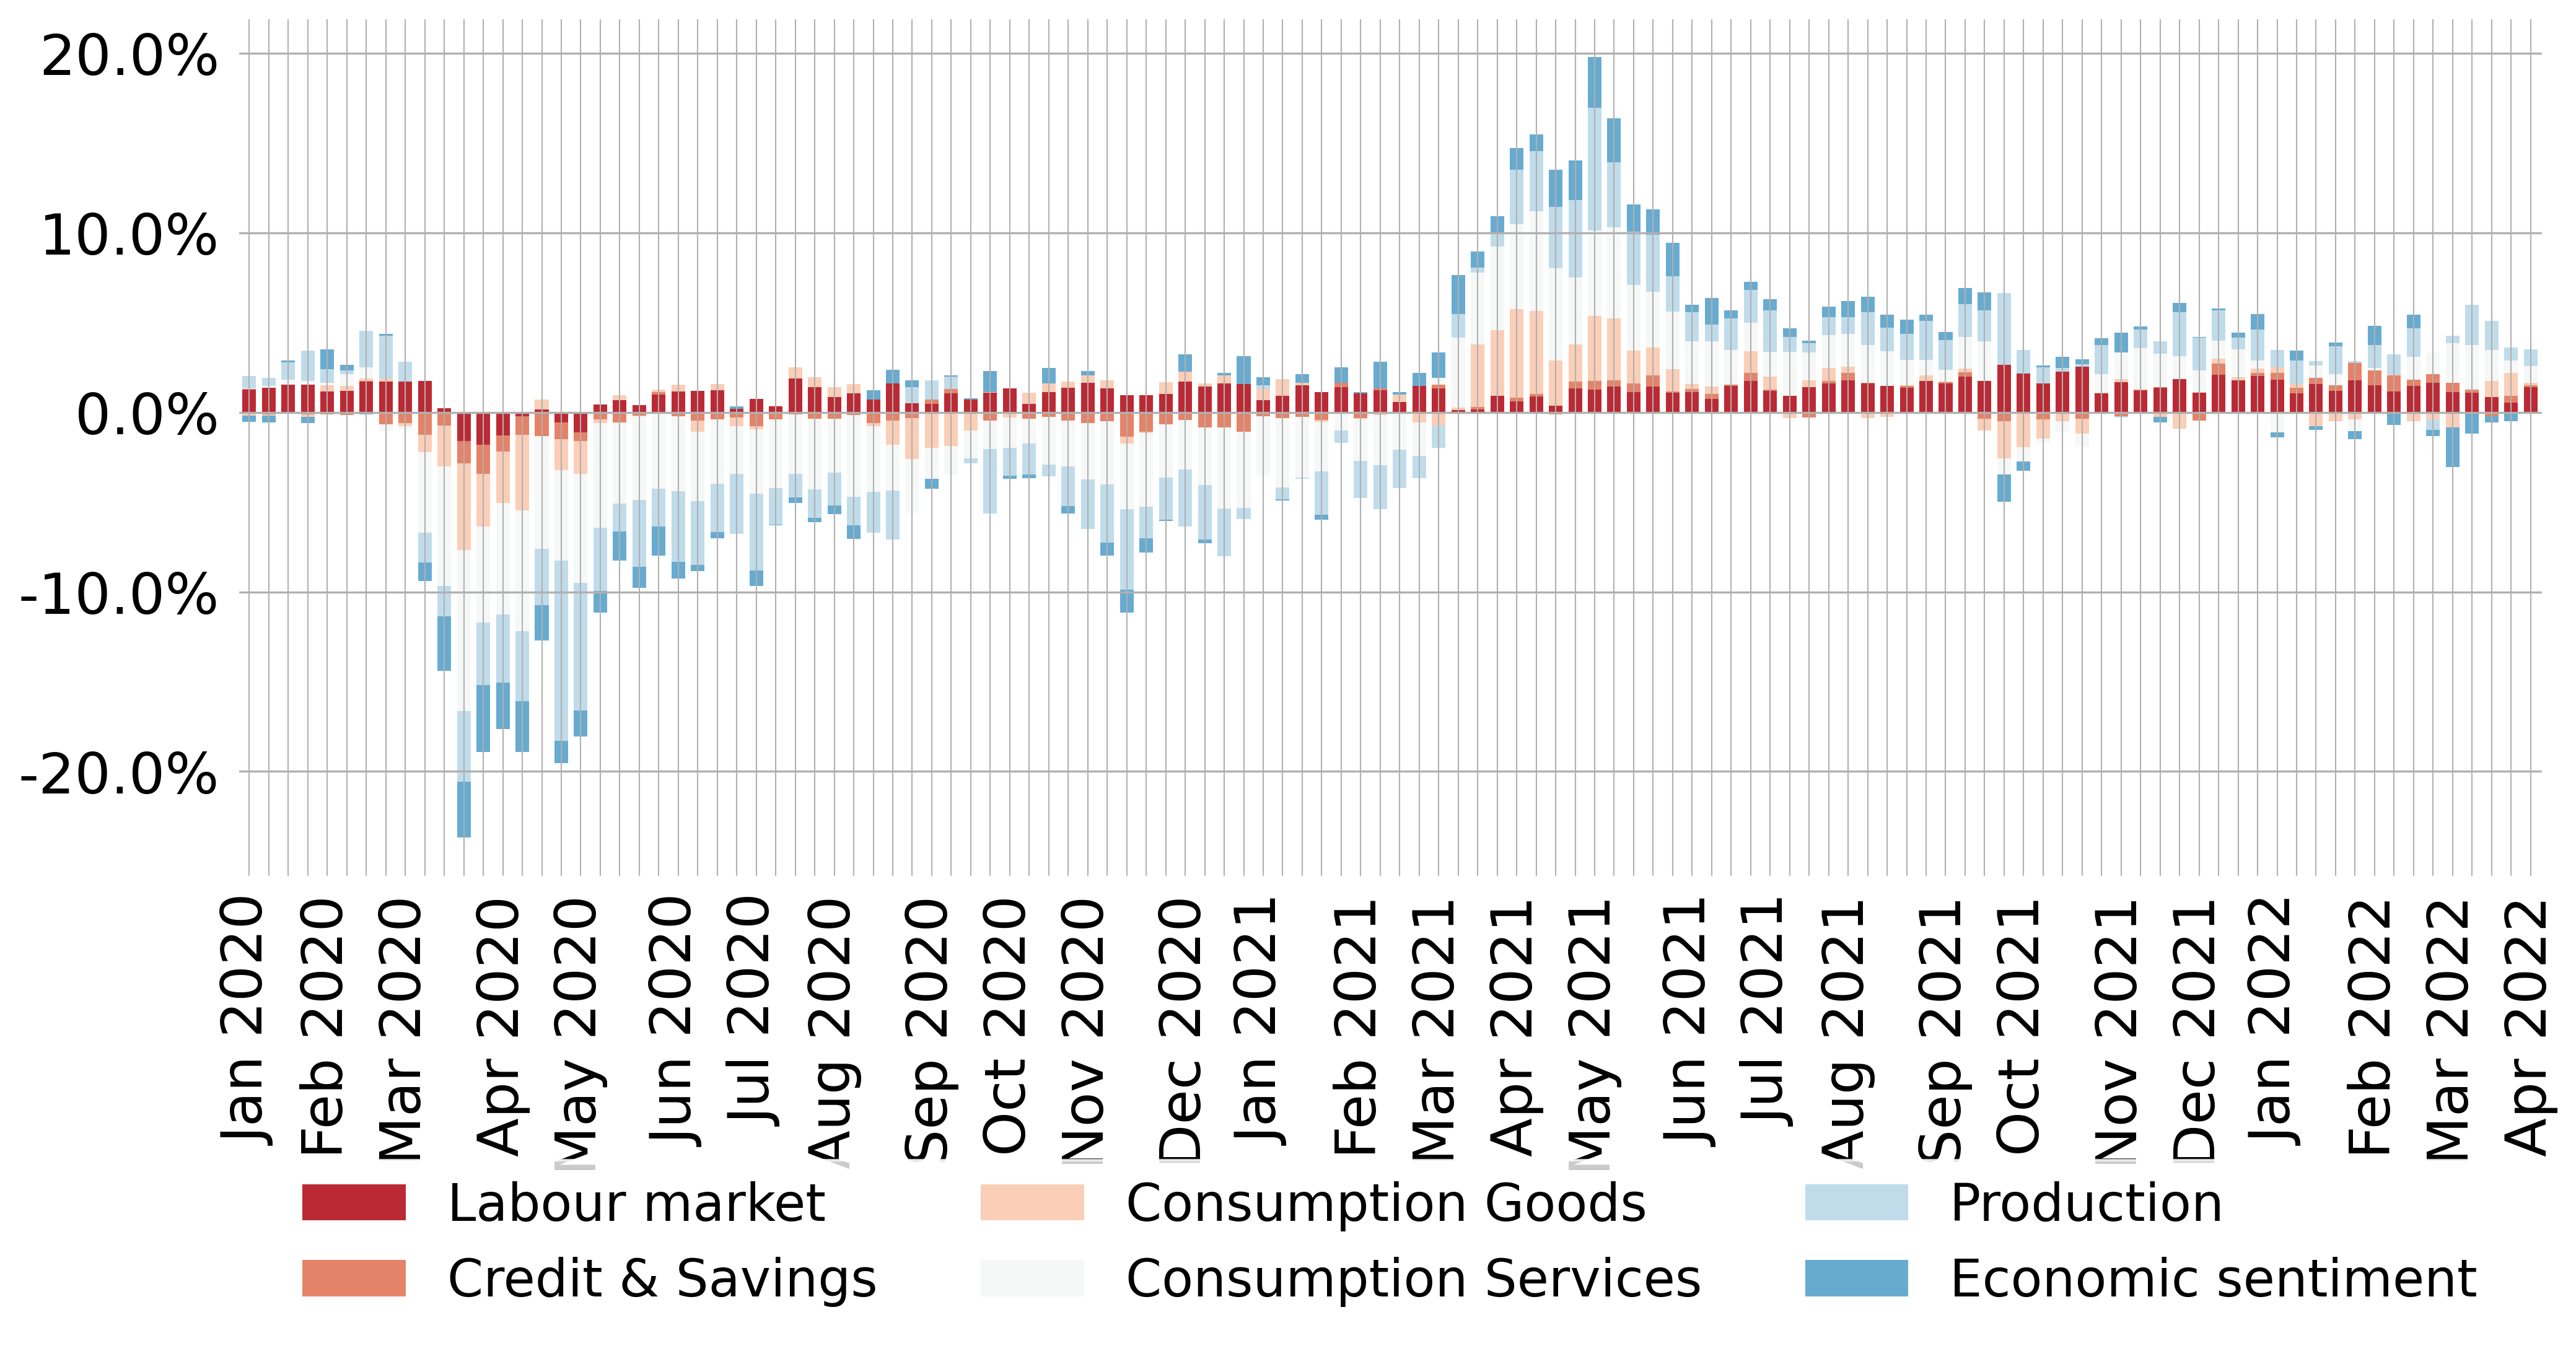 20.0%
10.0%
0.0%
-10.0%
-20.0%
Jan 2020
Feb 2020
Mar 2020
Apr 2020
May 2020
Jun 2020
Jul 2020
Aug 2020
Sep 2020
Oct 2020
Nov 2020
Dec 2020
Jan 2021
Feb 2021
Mar 2021
Apr 2021
May 2021
Jun 2021
Jul 2021
Aug 2021
Sep 2021
Oct 2021
Nov 2021
Dec 2021
Jan 2022
Feb 2022
Mar 2022
Apr 2022
Labour market
Credit & Savings
Consumption Goods
Consumption Services
Production
Economic sentiment